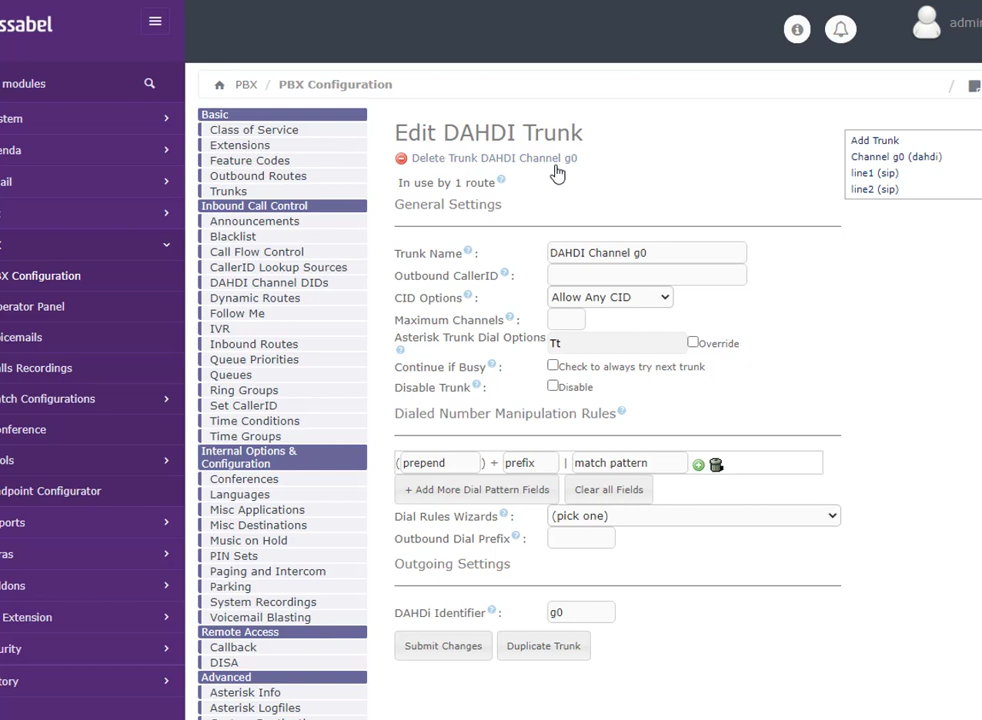 ssabel
admin
modules
stem
PBX / PBX Configuration
Basic
Class of Service
Extensions
Feature Codes
Outbound Routes
Trunks
Inbound Call Control
Announcements
Blacklist
Call Flow Control
CallerID Lookup Sources
DAHDI Channel DIDs
Dynamic Routes
Follow Me
IVR
Inbound Routes
Queue Priorities
Queues
Ring Groups
Set CallerID
Time Conditions
Time Groups
Internal Options &
Configuration
Conferences
Languages
Misc Applications
Misc Destinations
Music on Hold
PIN Sets
Paging and Intercom
Parking
System Recordings
Voicemail Blasting
Remote Access
Callback
DISA
Advanced
Asterisk Info
Asterisk Logfiles
enda
ail
X
X Configuration
perator Panel
icemails
lls Recordings
tch Configurations
nference
ols
dpoint Configurator
ports
ras
ldons
Extension
urity
tory
Edit DAHDI Trunk
Delete Trunk DAHDI Channel g0
In use by 1 route
General Settings
Trunk Name : DAHDI Channel g0
Outbound CallerID :
CID Options : Allow Any CID
Maximum Channels :
Asterisk Trunk Dial Options : Tt Override
Continue if Busy : Check to always try next trunk
Disable Trunk : Disable
Dialed Number Manipulation Rules
( prepend ) + prefix | match pattern
+ Add More Dial Pattern Fields Clear all Fields
Dial Rules Wizards : (pick one)
Outbound Dial Prefix :
Outgoing Settings
DAHDi Identifier : g0
Submit Changes Duplicate Trunk
Add Trunk
Channel g0 (dahdi)
line1 (sip)
line2 (sip)